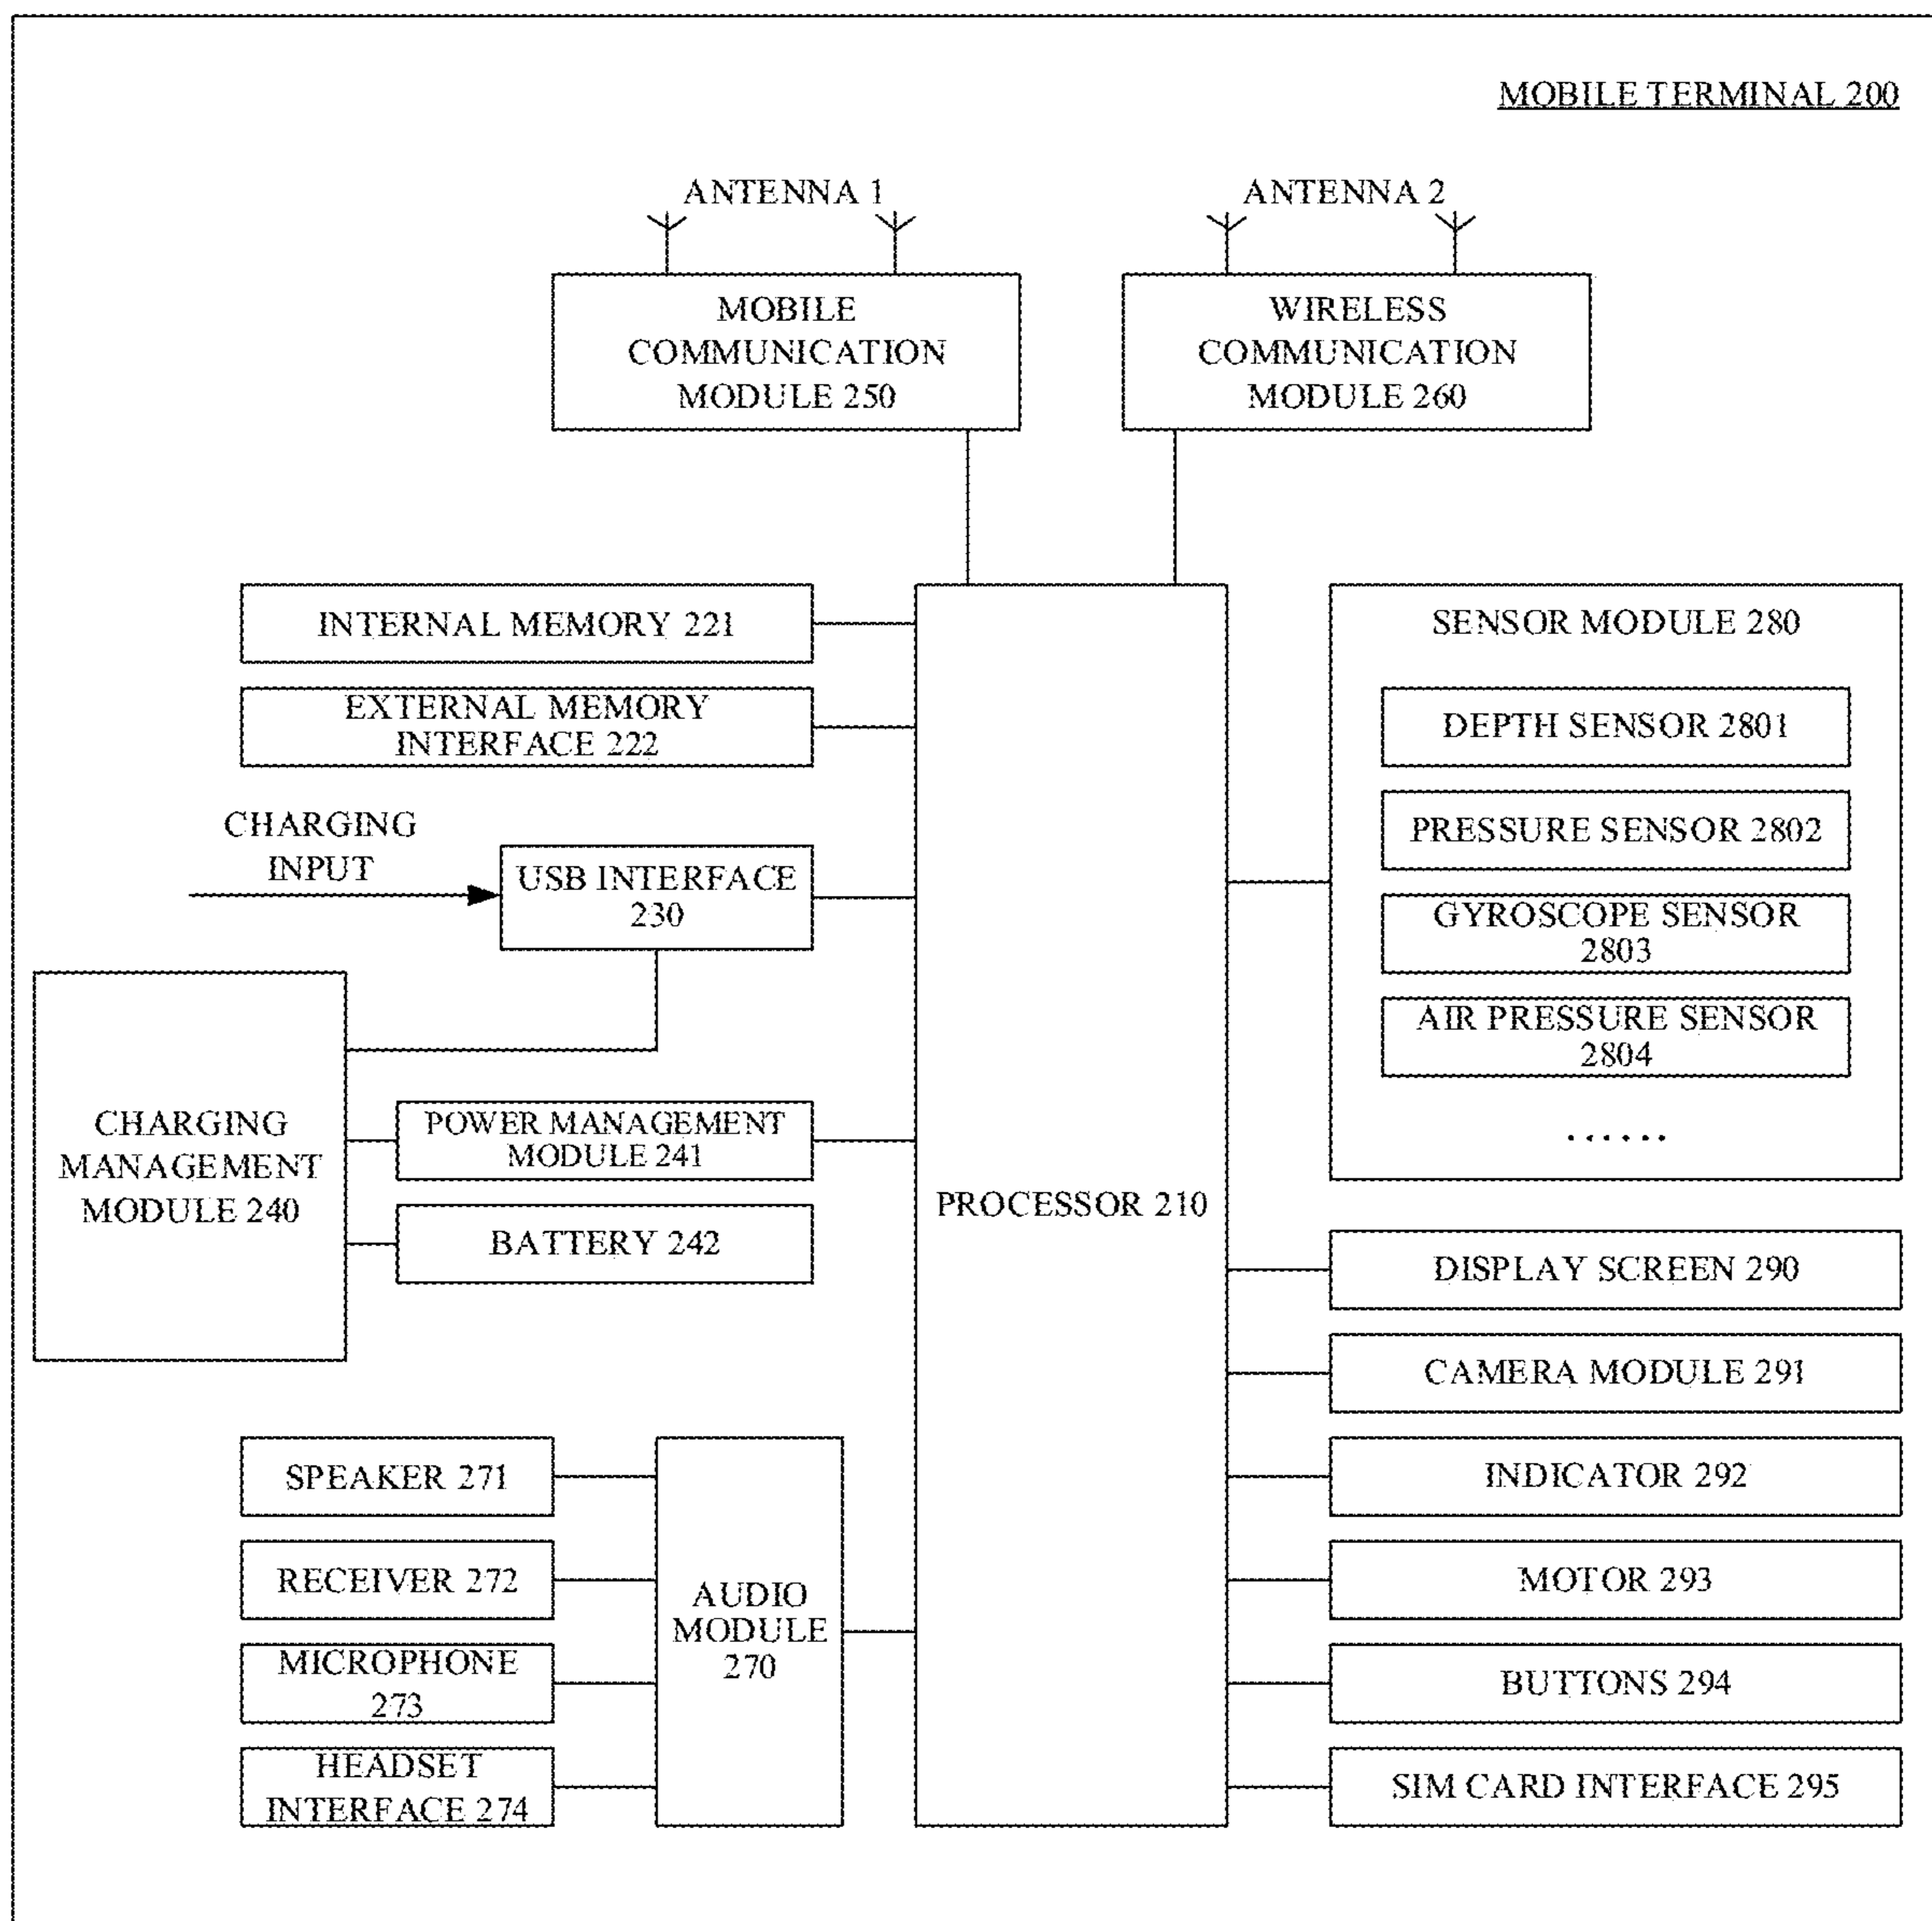 MOBILE TERMINAL 200
ANTENNA 1
ANTENNA 2
MOBILE
COMMUNICATION
MODULE 250
WIRELESS
COMMUNICATION
MODULE 260
INTERNAL MEMORY 221
EXTERNAL MEMORY
INTERFACE 222
CHARGING
INPUT
USB INTERFACE
230
CHARGING
MANAGEMENT
MODULE 240
POWER MANAGEMENT
MODULE 241
BATTERY 242
SPEAKER 271
RECEIVER 272
MICROPHONE
273
HEADSET
INTERFACE 274
AUDIO
MODULE
270
PROCESSOR 210
SENSOR MODULE 280
DEPTH SENSOR 2801
PRESSURE SENSOR 2802
GYROSCOPE SENSOR
2803
AIR PRESSURE SENSOR
2804
......
DISPLAY SCREEN 290
CAMERA MODULE 291
INDICATOR 292
MOTOR 293
BUTTONS 294
SIM CARD INTERFACE 295